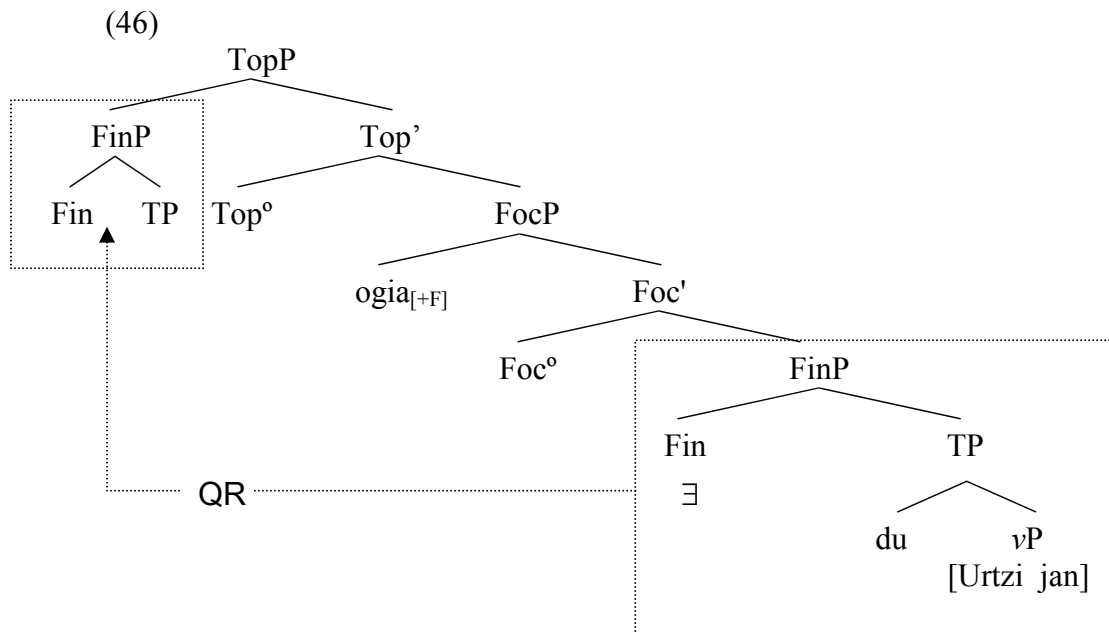 (46)
TopP
FinP Top’
Fin TP Topº FocP
ogia[+F] Foc'
Focº FinP
Fin TP
QR ∃
du vP
[Urtzi jan]